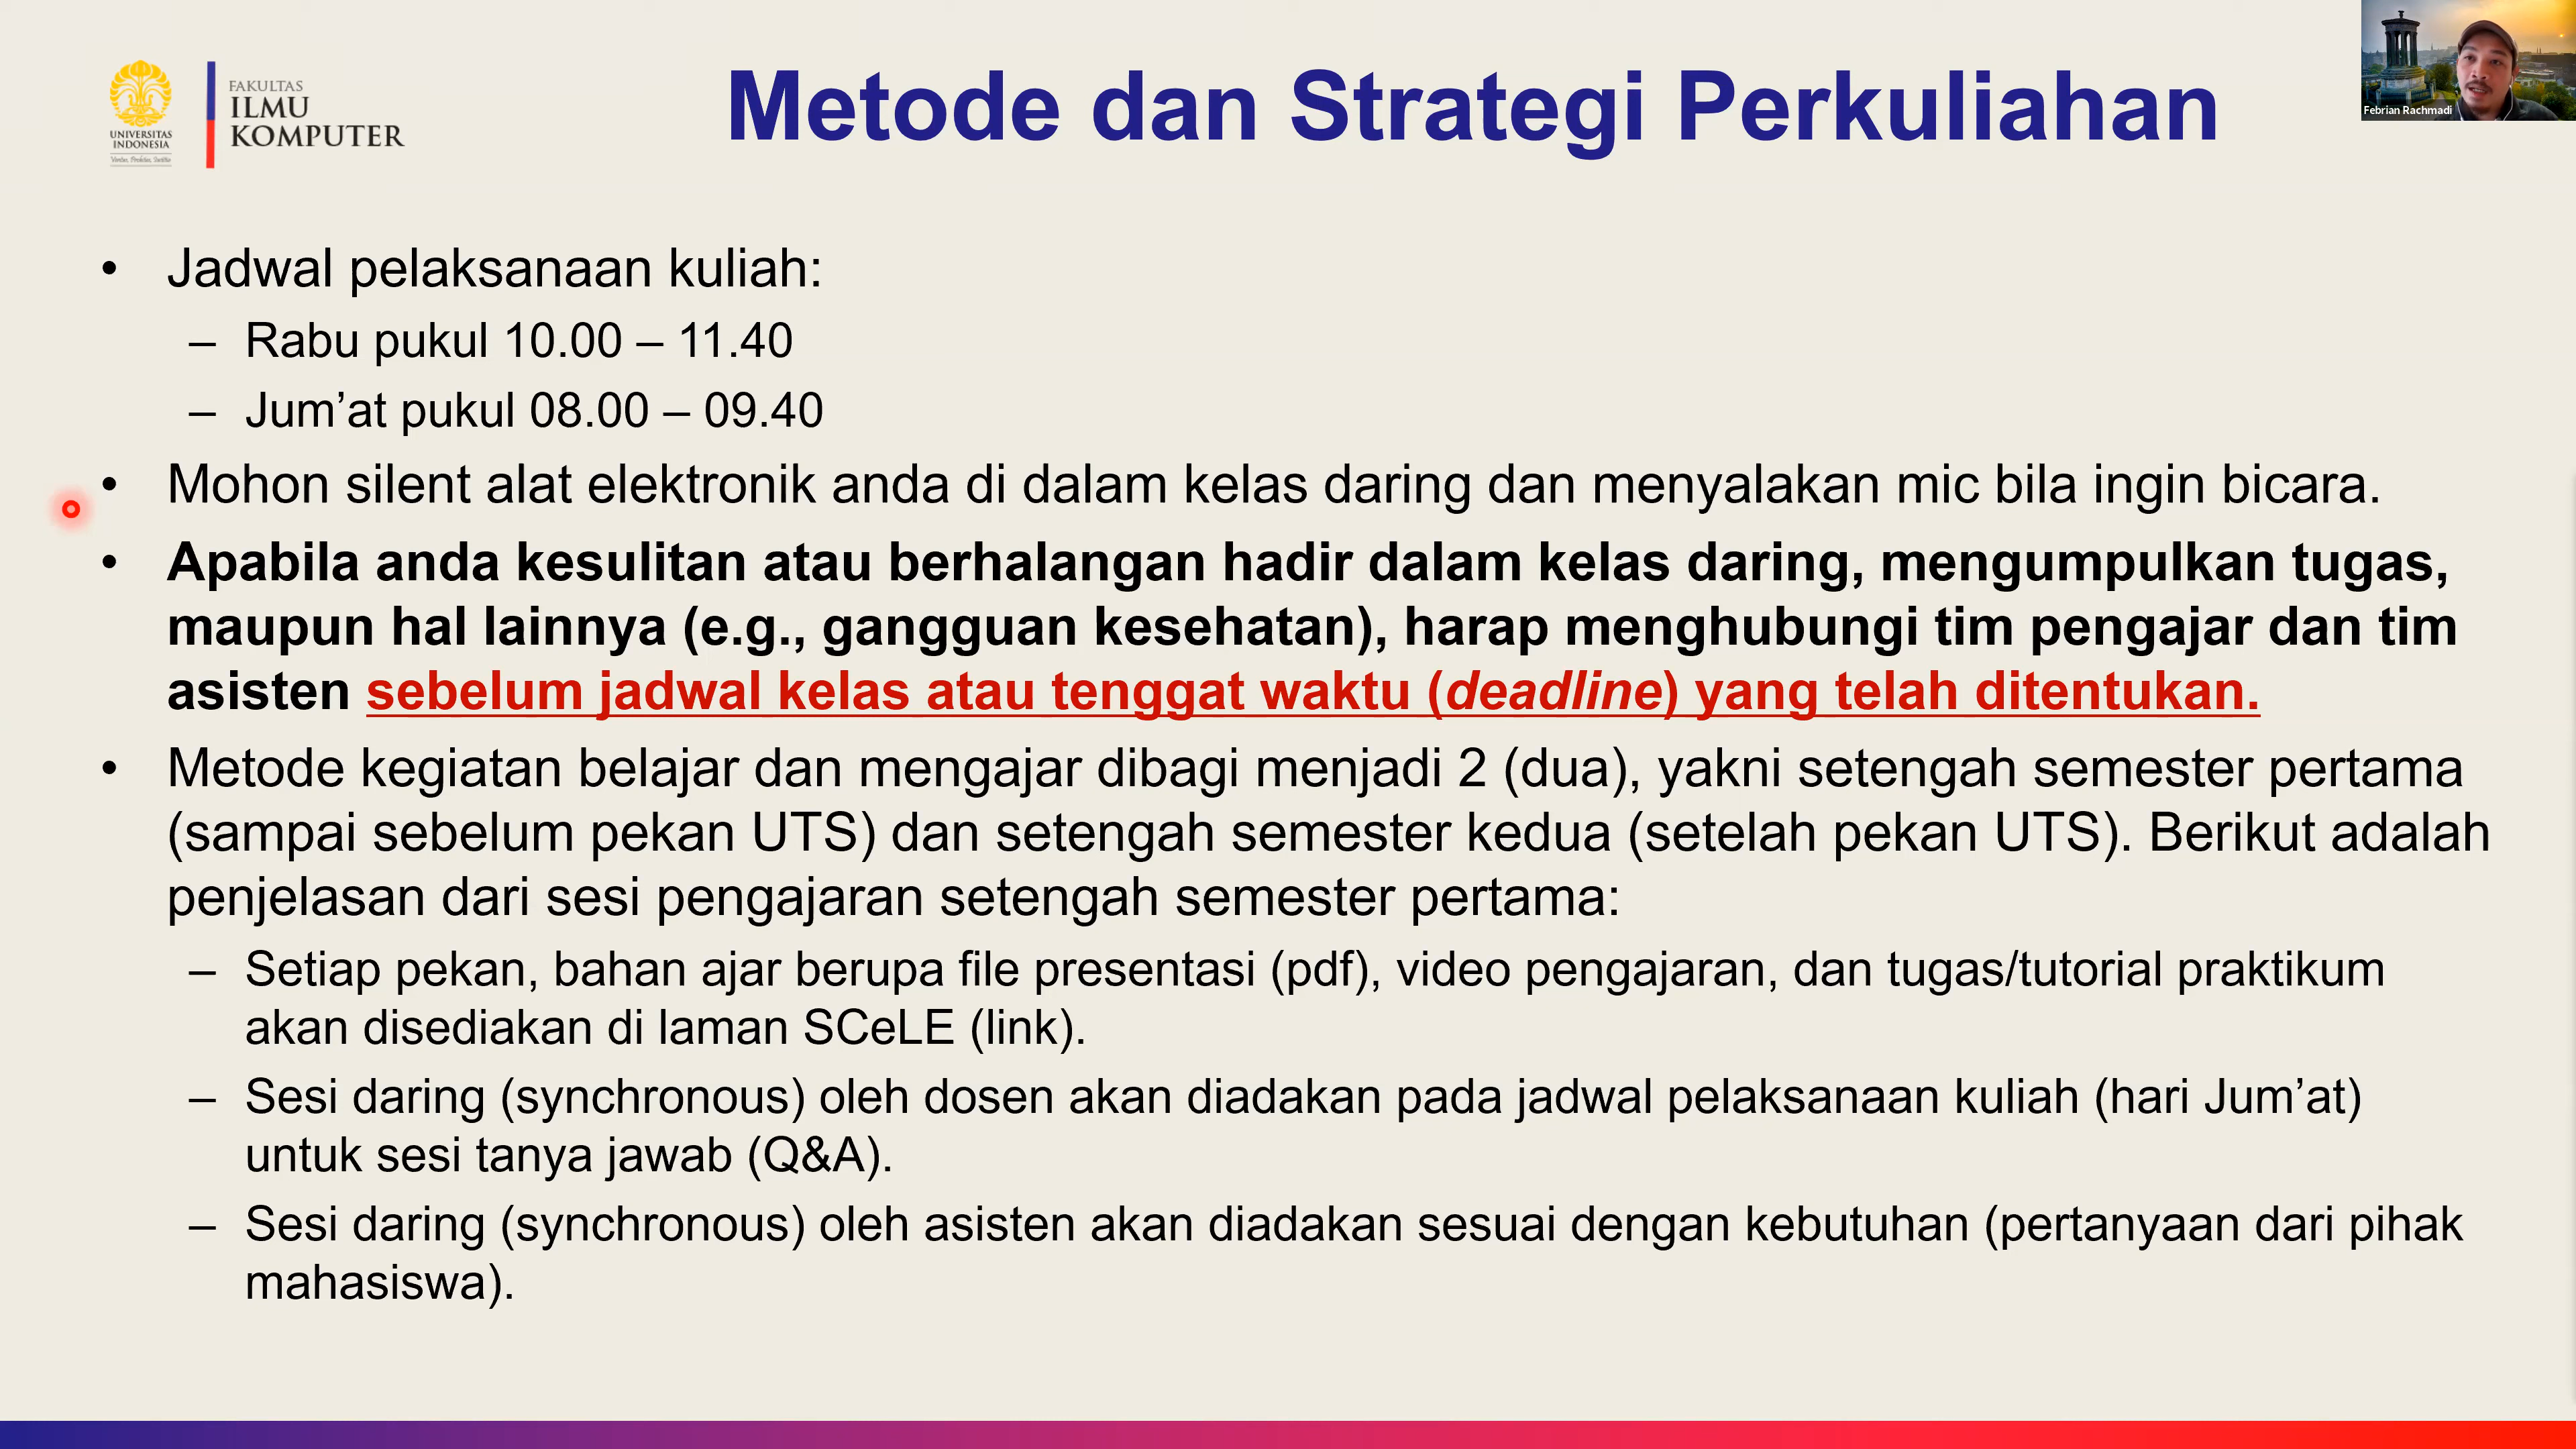 UNIVERSITAS
INDONESIA
Veritas, Probitas, Iustitia
FAKULTAS
ILMU
KOMPUTER
Metode dan Strategi Perkuliahan
Febrian Rachmadi
• Jadwal pelaksanaan kuliah:
– Rabu pukul 10.00 – 11.40
– Jum’at pukul 08.00 – 09.40
• Mohon silent alat elektronik anda di dalam kelas daring dan menyalakan mic bila ingin bicara.
• Apabila anda kesulitan atau berhalangan hadir dalam kelas daring, mengumpulkan tugas,
maupun hal lainnya (e.g., gangguan kesehatan), harap menghubungi tim pengajar dan tim
asisten sebelum jadwal kelas atau tenggat waktu (deadline) yang telah ditentukan.
• Metode kegiatan belajar dan mengajar dibagi menjadi 2 (dua), yakni setengah semester pertama
(sampai sebelum pekan UTS) dan setengah semester kedua (setelah pekan UTS). Berikut adalah
penjelasan dari sesi pengajaran setengah semester pertama:
– Setiap pekan, bahan ajar berupa file presentasi (pdf), video pengajaran, dan tugas/tutorial praktikum
akan disediakan di laman SCeLE (link).
– Sesi daring (synchronous) oleh dosen akan diadakan pada jadwal pelaksanaan kuliah (hari Jum’at)
untuk sesi tanya jawab (Q&A).
– Sesi daring (synchronous) oleh asisten akan diadakan sesuai dengan kebutuhan (pertanyaan dari pihak
mahasiswa).